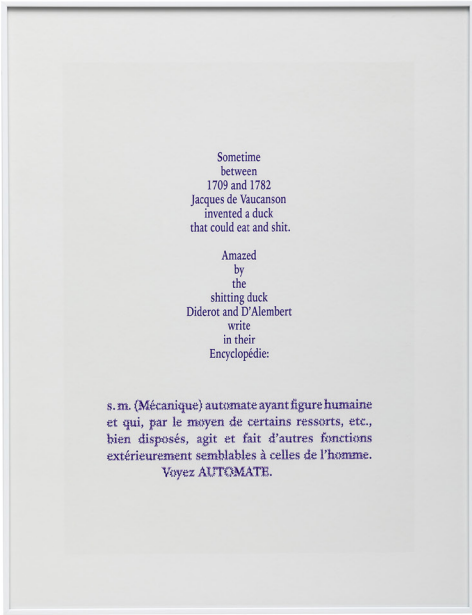 Sometime
between
1709 and 1782
Jacques de Vaucanson
invented a duck
that could eat and shit.
Amazed
by
the
shitting duck
Diderot and D'Alembert
write
in their
Encyclopédie:
s. m. (Mécanique) automate ayant figure humaine
et qui, par le moyen de certains ressorts, etc.,
bien disposés, agit et fait d'autres fonctions
extérieurement semblables à celles de l'homme.
Voyez AUTOMATE.